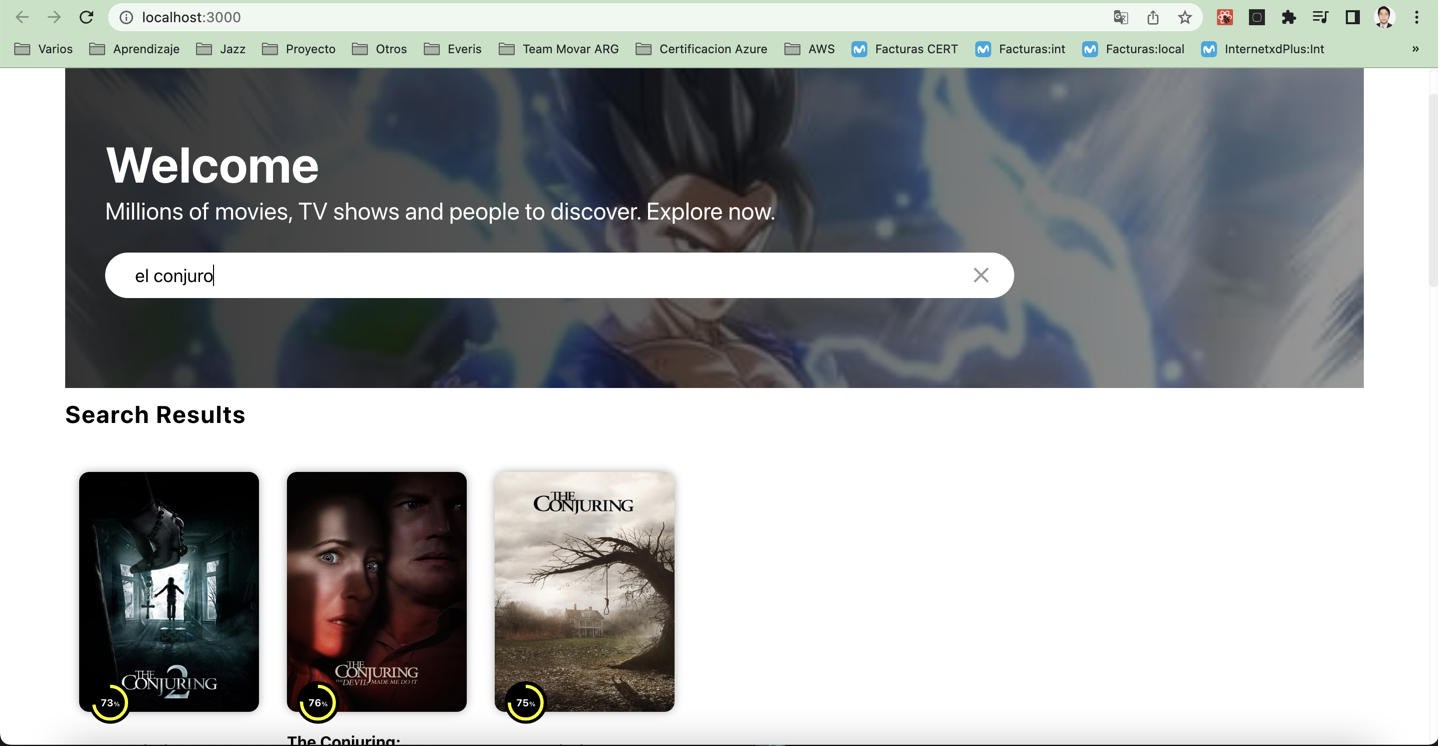 localhost:3000
Varios Aprendizaje Jazz Proyecto Otros Everis Team Movar ARG Certificacion Azure AWS Facturas CERT Facturas:int Facturas:local InternetxdPlus:Int »
Welcome
Millions of movies, TV shows and people to discover. Explore now.
el conjuro
Search Results
THE CONJURING 2
THE CONJURING
THE DEVIL MADE ME DO IT
THE CONJURING
73%
76%
75%
The Conjuring: